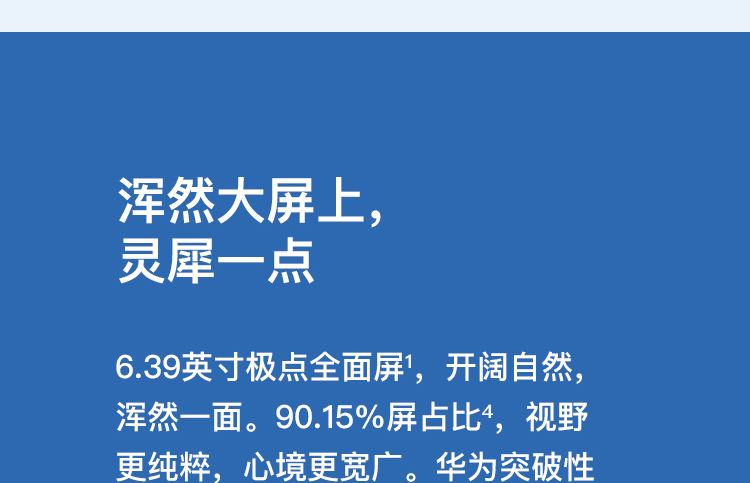 浑然大屏上，
灵犀一点
6.39英寸极点全面屏¹，开阔自然，
浑然一面。90.15%屏占比⁴，视野
更纯粹，心境更宽广。华为突破性